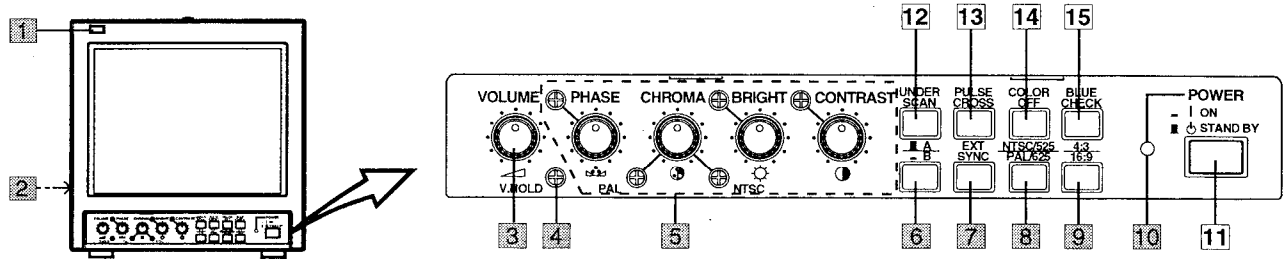 12 13 14 15
1
UNDER SCAN PULSE CROSS COLOR OFF BLUE CHECK
VOLUME PHASE CHROMA BRIGHT CONTRAST
POWER
ON
STAND BY
A
B
EXT SYNC
NTSC/525
PAL/625
4:3
16:9
V.HOLD PAL NTSC
2
3 4 5 6 7 8 9 10 11